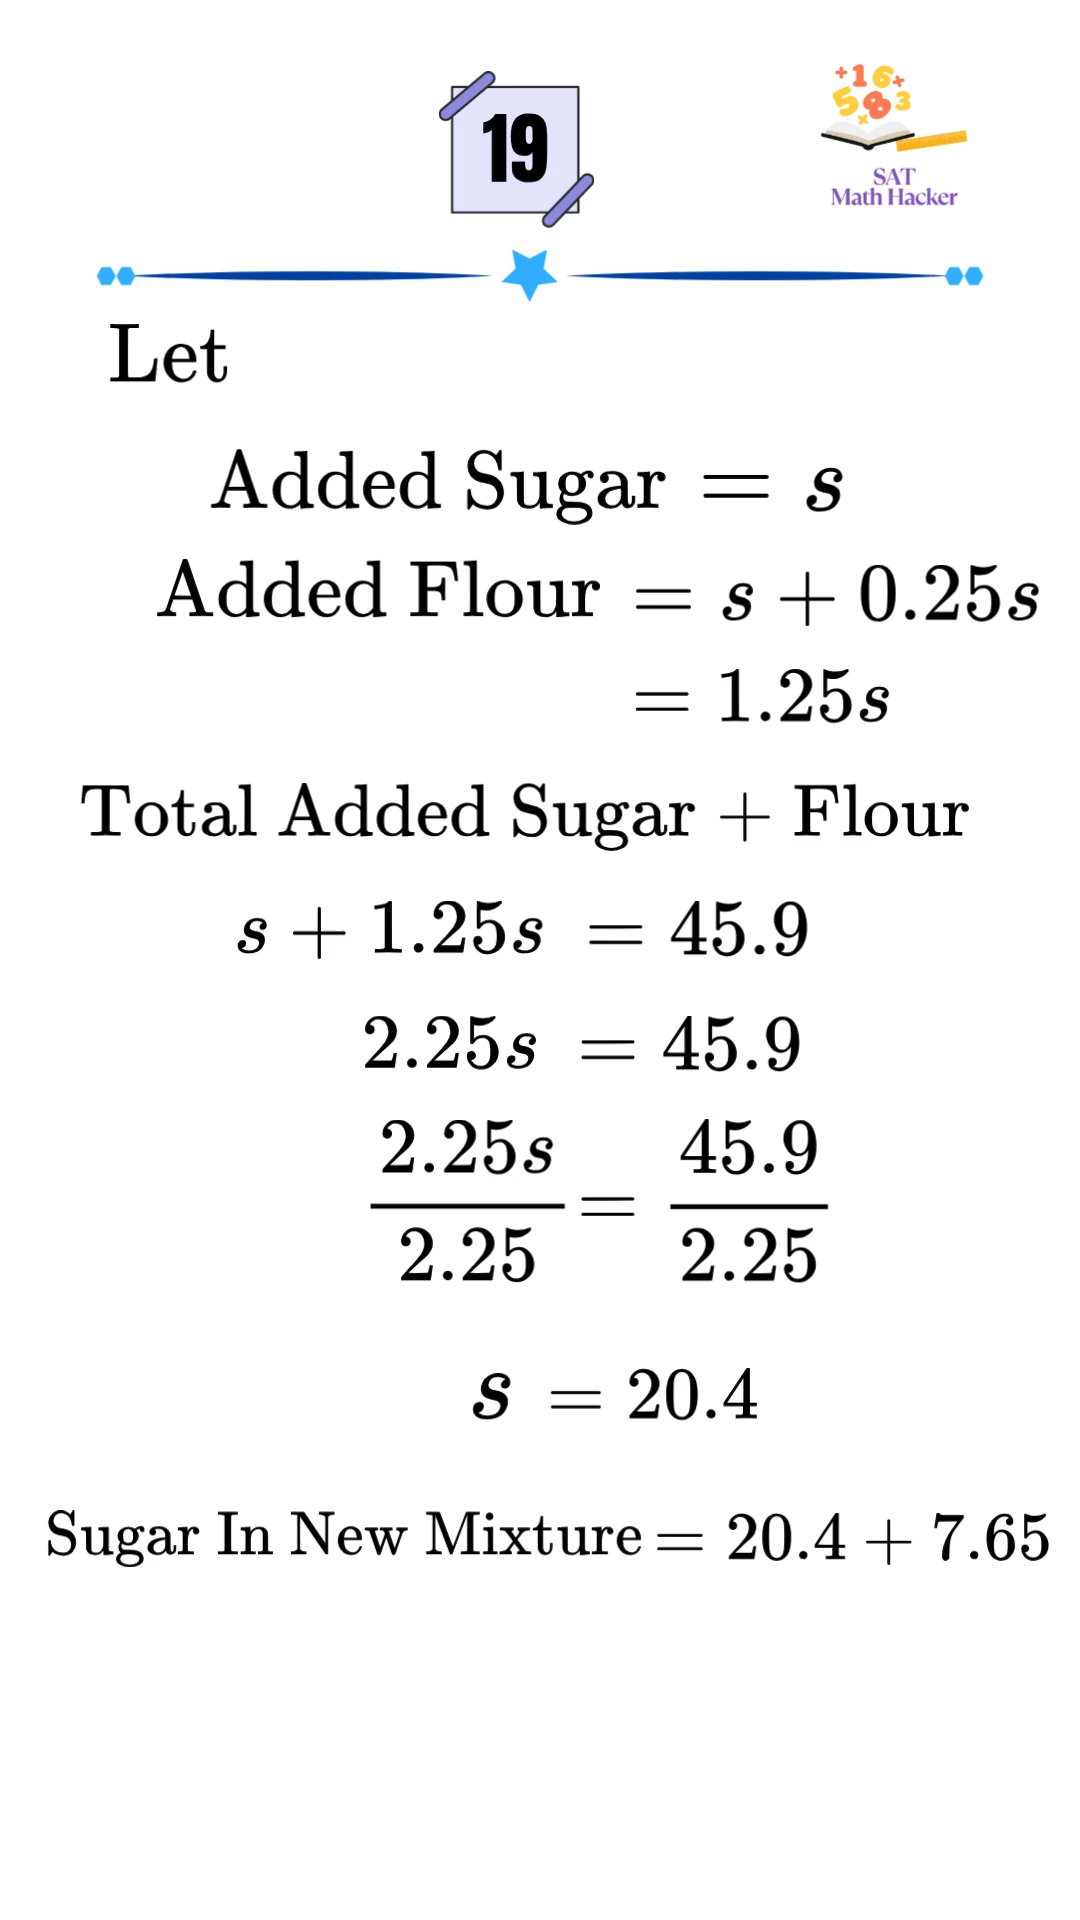 19
+16+
583
×
SAT
Math Hacker
Let
Added Sugar = s
Added Flour = s + 0.25s
= 1.25s
Total Added Sugar + Flour
s + 1.25s = 45.9
2.25s = 45.9
2.25s/2.25 = 45.9/2.25
s = 20.4
Sugar In New Mixture = 20.4 + 7.65